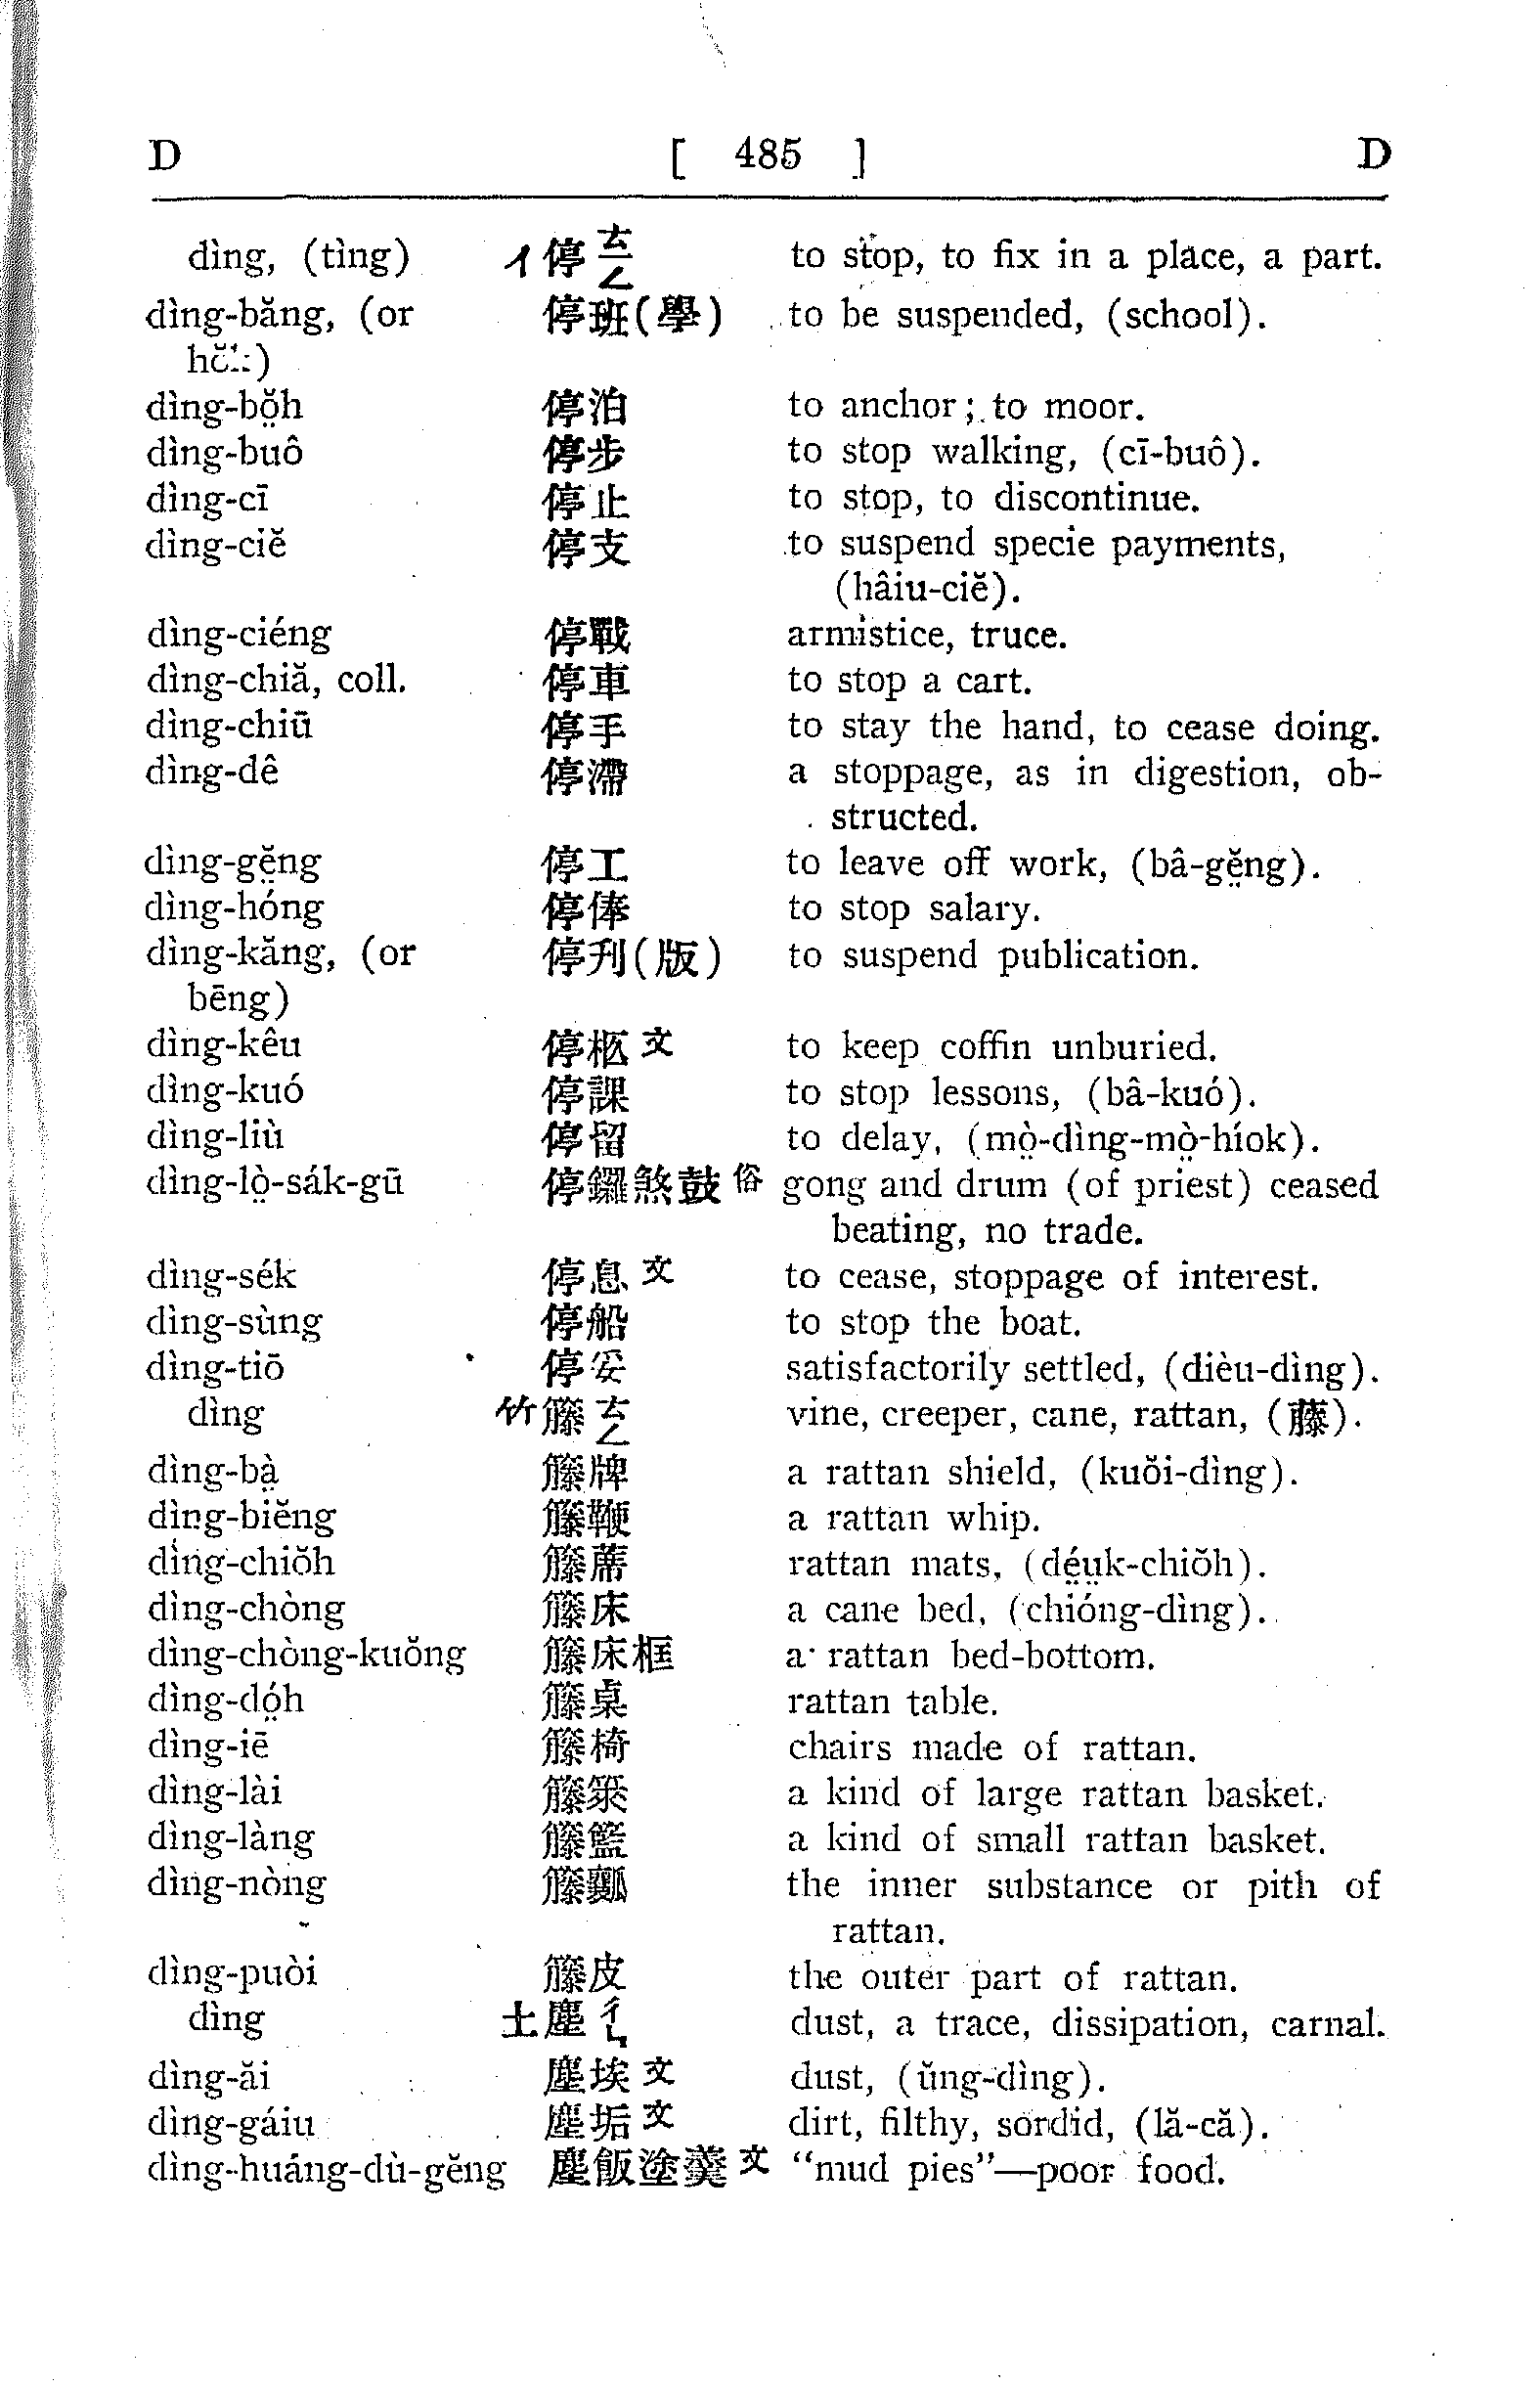 D [ 485 ] D
dìng, (tìng) 亻停 to stop, to fix in a place, a part.
dìng-băng, (or 停班(學) to be suspended, (school).
dìng-bŏ̤h 停泊 to anchor; to moor.
dìng-buô 停步 to stop walking, (cī-buô).
dìng-cī 停止 to stop, to discontinue.
dìng-ciĕ 停支 to suspend specie payments,
(hâiu-ciĕ).
dìng-ciéng 停戰 armistice, truce.
dìng-chiă, coll. 停車 to stop a cart.
dìng-chiū 停手 to stay the hand, to cease doing.
dìng-dê 停滯 a stoppage, as in digestion, ob-
structed.
dìng-gĕ̤ng 停工 to leave off work, (bâ-gĕ̤ng).
dìng-hóng 停俸 to stop salary.
dìng-kăng, (or 停刋(版) to suspend publication.
bēng)
dìng-kêu 停柩文 to keep coffin unburied.
dìng-kuó 停課 to stop lessons, (bâ-kuó).
dìng-liù 停留 to delay, (mò̤-dìng-mò̤-híok).
dìng-lò̤-sák-gū 停鑼煞鼓俗 gong and drum (of priest) ceased
beating, no trade.
dìng-sék 停息文 to cease, stoppage of interest.
dìng-sùng 停船 to stop the boat.
dìng-tiō 停妥 satisfactorily settled, (dièu-dìng).
dìng 竹籐ㄊㄥ vine, creeper, cane, rattan, (藤).
dìng-bà̤ 籐牌 a rattan shield, (kuŏi-dìng).
dìng-biĕng 籐鞭 a rattan whip.
dìng-chiŏh 籐蓆 rattan mats, (dé̤ṳk-chiŏh).
dìng-chòng 籐床 a cane bed, (chióng-dìng).
dìng-chòng-kuŏng 籐床框 a rattan bed-bottom.
dìng-dó̤h 籐桌 rattan table.
dìng-iē 籐椅 chairs made of rattan.
dìng-lài 籐 a kind of large rattan basket.
dìng-làng 籐籃 a kind of small rattan basket.
dìng-nòng 籐瓤 the inner substance or pith of
rattan.
dìng-puòi 籐皮 the outer part of rattan.
dìng 土塵ㄔㄣ dust, a trace, dissipation, carnal.
dìng-ăi 塵埃文 dust, (ŭng-dìng).
dìng-gáiu 塵垢文 dirt, filthy, sordid, (lă-că).
dìng-huáng-dù-gĕng 塵飯塗羹文 "mud pies"—poor food.